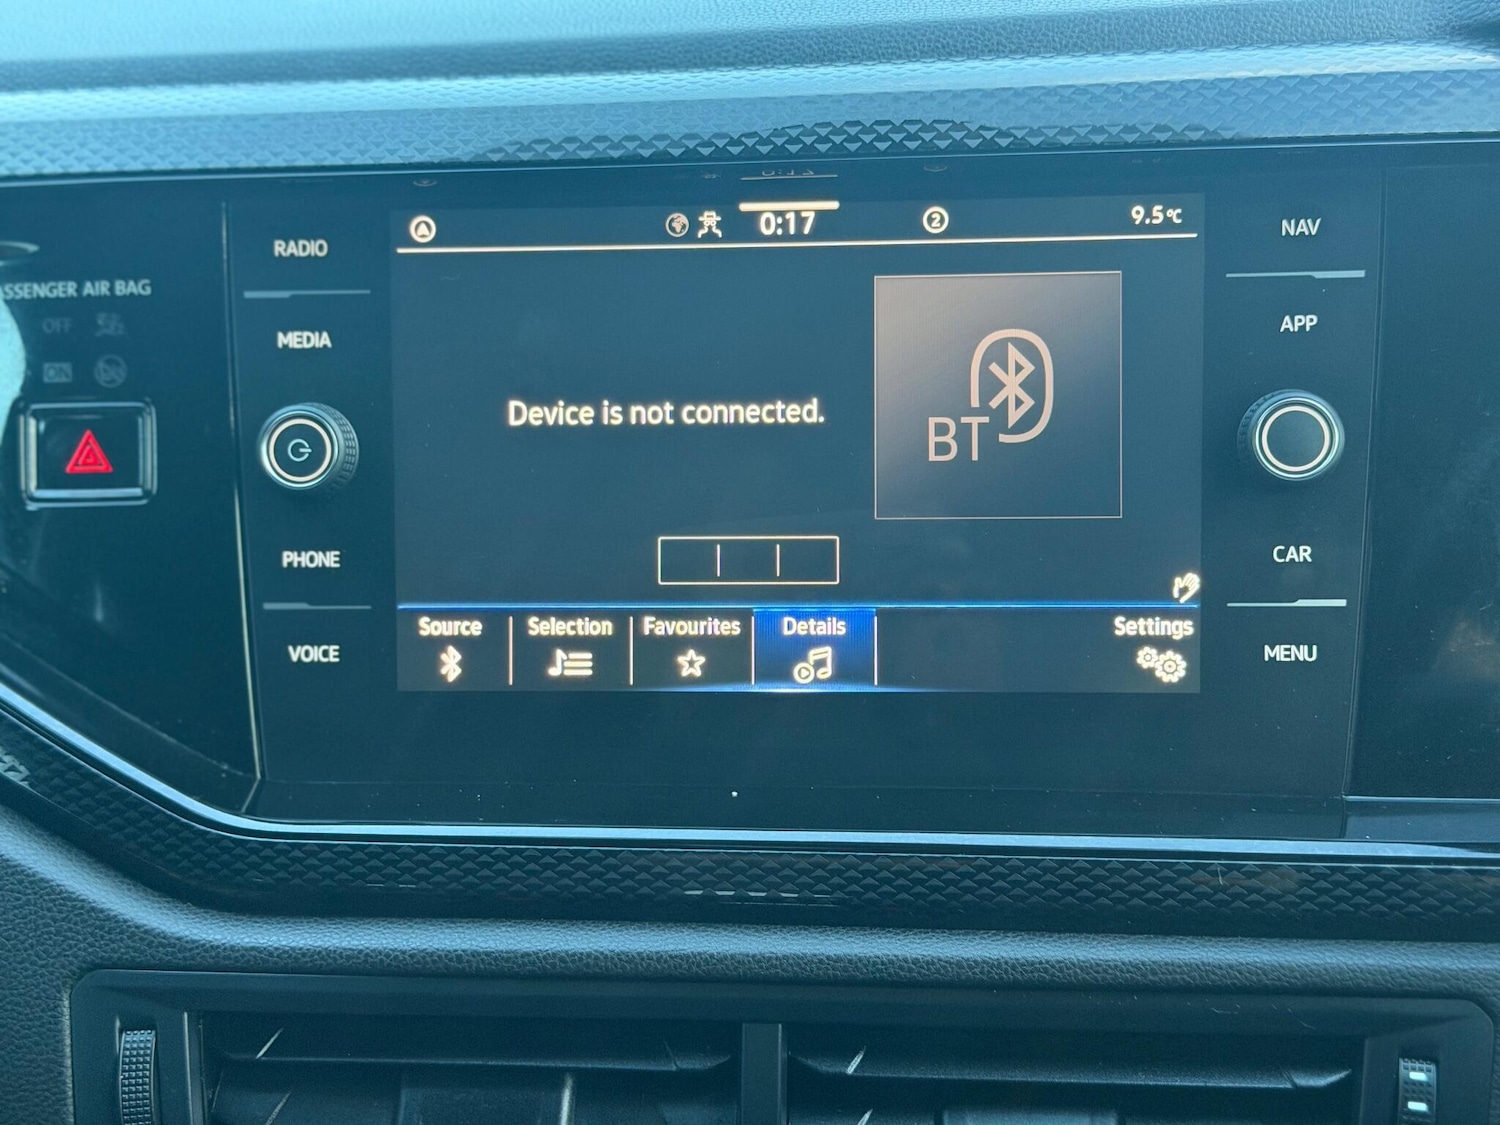 RADIO
MEDIA
PHONE
VOICE
SSENGER AIR BAG
OFF
ON
A
0:17
2
9.5°C
Device is not connected.
BT
Source
Selection
Favourites
Details
Settings
NAV
APP
CAR
MENU